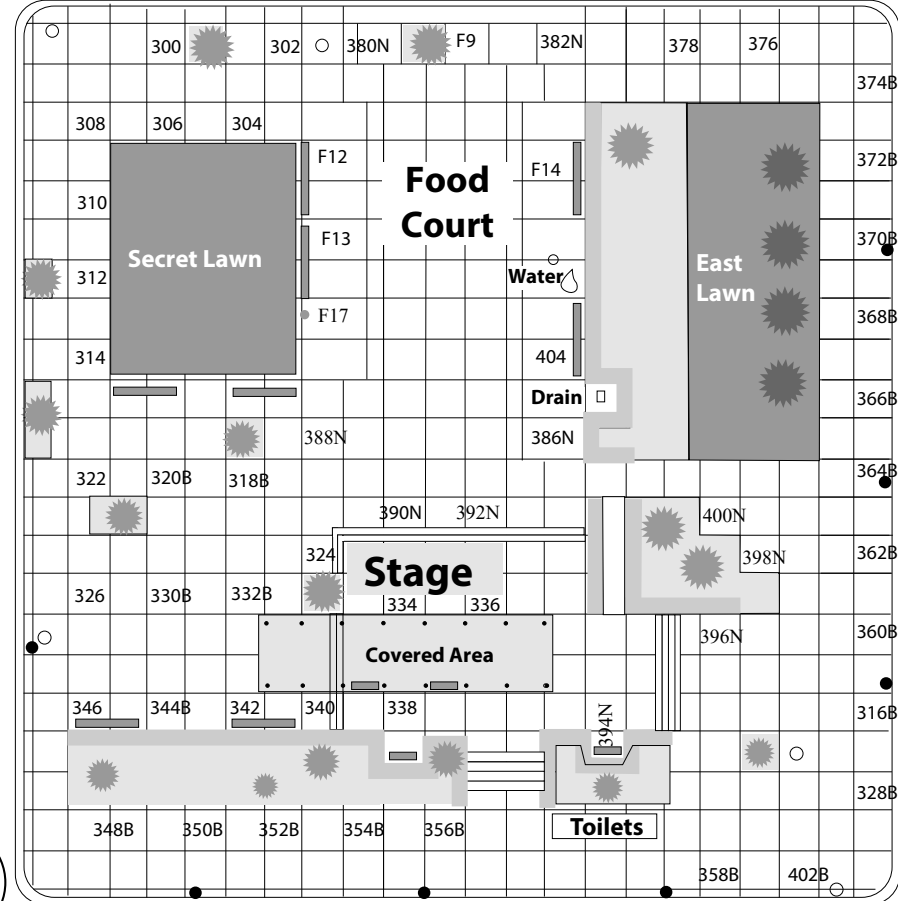 300
302
380N
F9
382N
378
376
374B
308
306
304
F12
F14
372B
Food
Court
310
F13
370B
Secret Lawn
East
Lawn
312
Water
F17
368B
314
404
Drain
366B
388N
386N
322
320B
318B
364B
390N
392N
400N
324
398N
362B
Stage
326
330B
332B
334
336
396N
360B
Covered Area
346
344B
342
340
338
394N
316B
328B
348B
350B
352B
354B
356B
Toilets
358B
402B